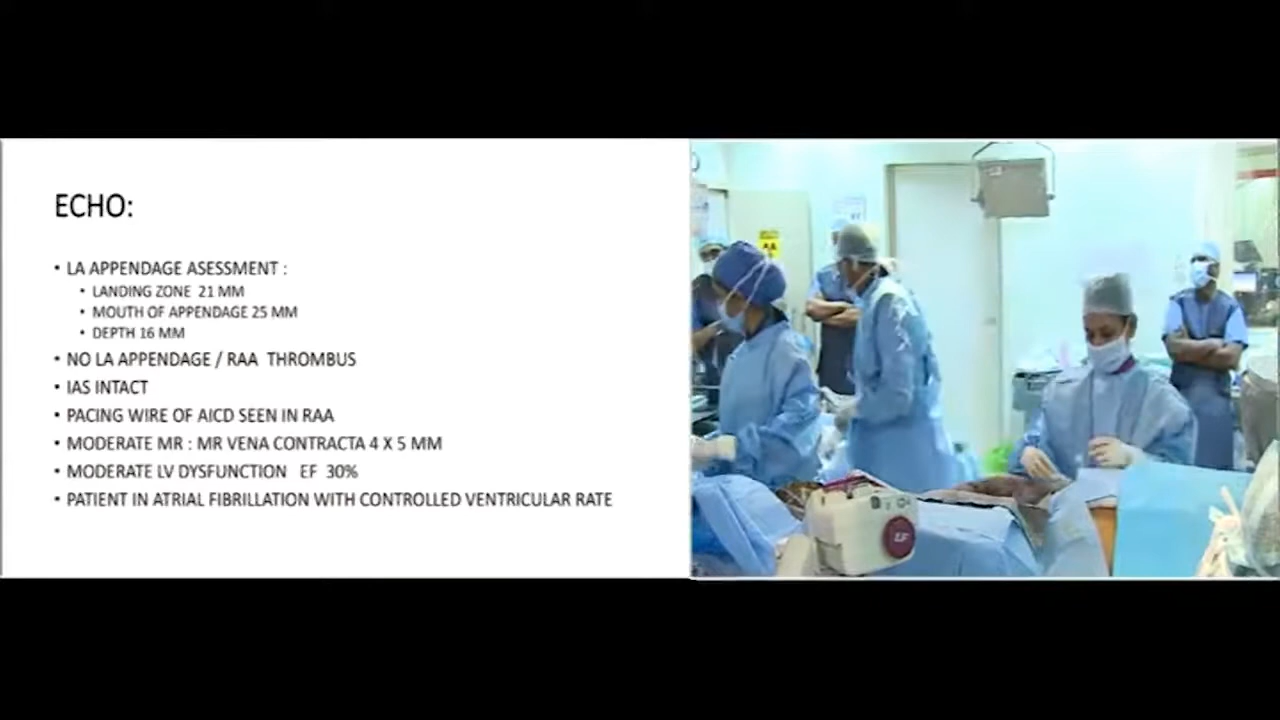 ECHO:
• LA APPENDAGE ASESSMENT :
• LANDING ZONE 21 MM
• MOUTH OF APPENDAGE 25 MM
• DEPTH 16 MM
• NO LA APPENDAGE / RAA THROMBUS
• IAS INTACT
• PACING WIRE OF AICD SEEN IN RAA
• MODERATE MR : MR VENA CONTRACTA 4 X 5 MM
• MODERATE LV DYSFUNCTION EF 30%
• PATIENT IN ATRIAL FIBRILLATION WITH CONTROLLED VENTRICULAR RATE
LF